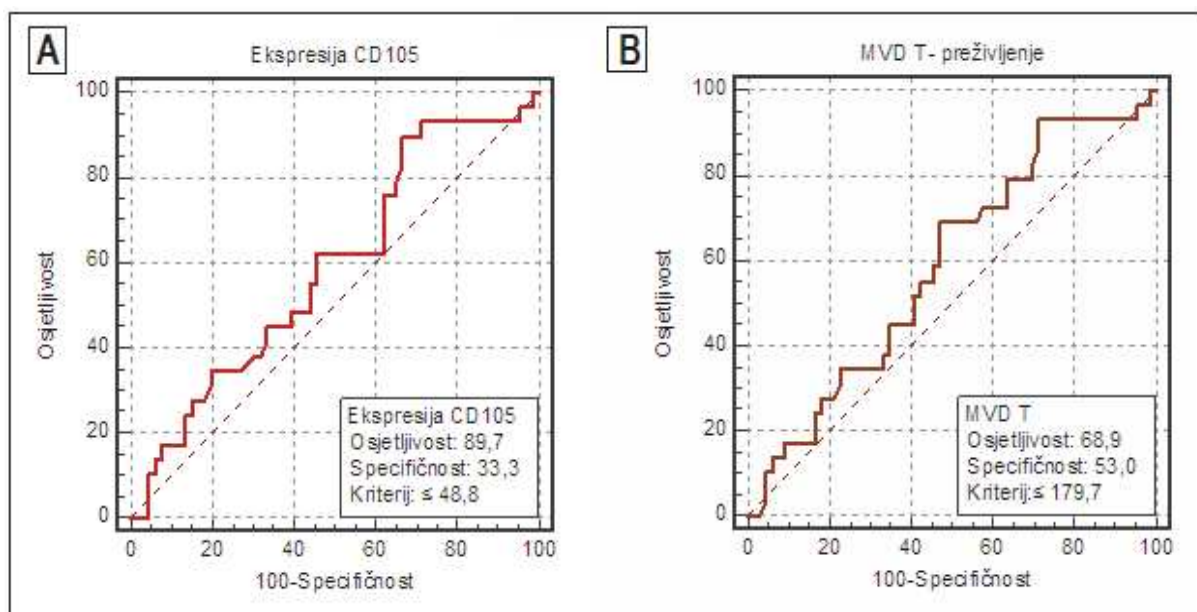 A
Ekspresija CD105
100
80
60
40
20
0
Osjetljivost
Ekspresija CD105
Osjetljivost: 89,7
Specifičnost: 33,3
Kriterij: ≤ 48,8
0 20 40 60 80 100
100-Specifičnost
B
MVD T- preživljenje
100
80
60
40
20
0
Osjetljivost
MVD T
Osjetljivost: 68,9
Specifičnost: 53,0
Kriterij:≤ 179,7
0 20 40 60 80 100
100-Specifičnost